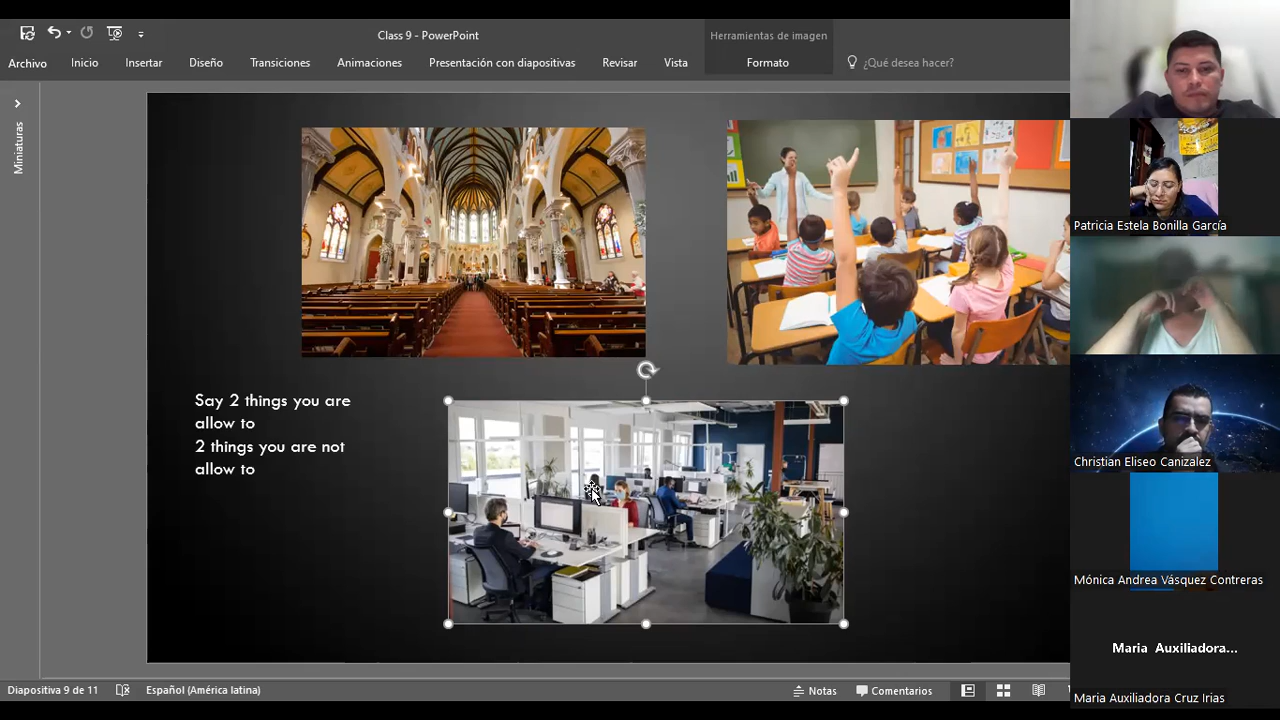 Class 9 - PowerPoint
Herramientas de imagen
Archivo
Inicio
Insertar
Diseño
Transiciones
Animaciones
Presentación con diapositivas
Revisar
Vista
Formato
¿Qué desea hacer?
Miniaturas
Say 2 things you are
allow to
2 things you are not
allow to
Patricia Estela Bonilla García
Christian Eliseo Canizalez
Mónica Andrea Vásquez Contreras
Maria Auxiliadora...
Maria Auxiliadora Cruz Irias
Diapositiva 9 de 11
Español (América latina)
Notas
Comentarios